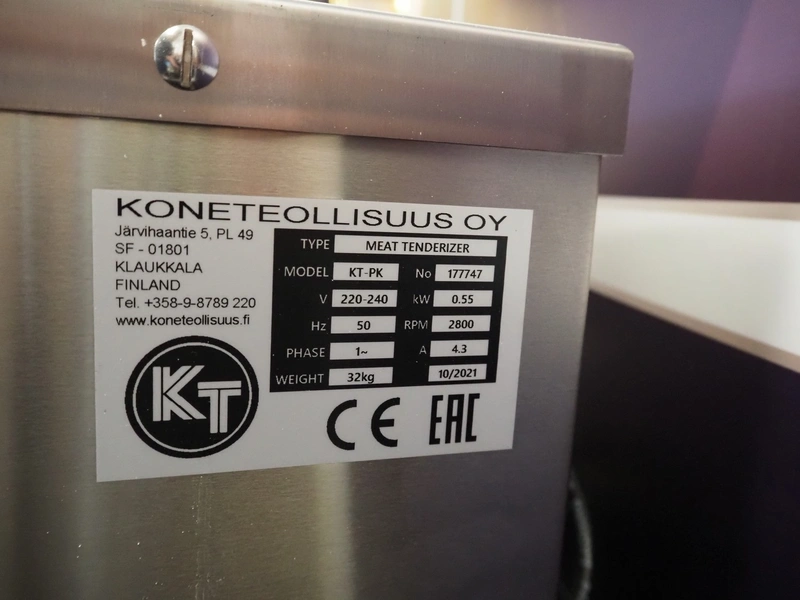 KONETEOLLISUUS OY
Järvihaantie 5, PL 49
SF - 01801
KLAUKKALA
FINLAND
Tel. +358-9-8789 220
www.koneteollisuus.fi
KT
TYPE MEAT TENDERIZER
MODEL KT-PK No 177747
V 220-240 kW 0.55
Hz 50 RPM 2800
PHASE 1~ A 4.3
WEIGHT 32kg 10/2021
CE EAC